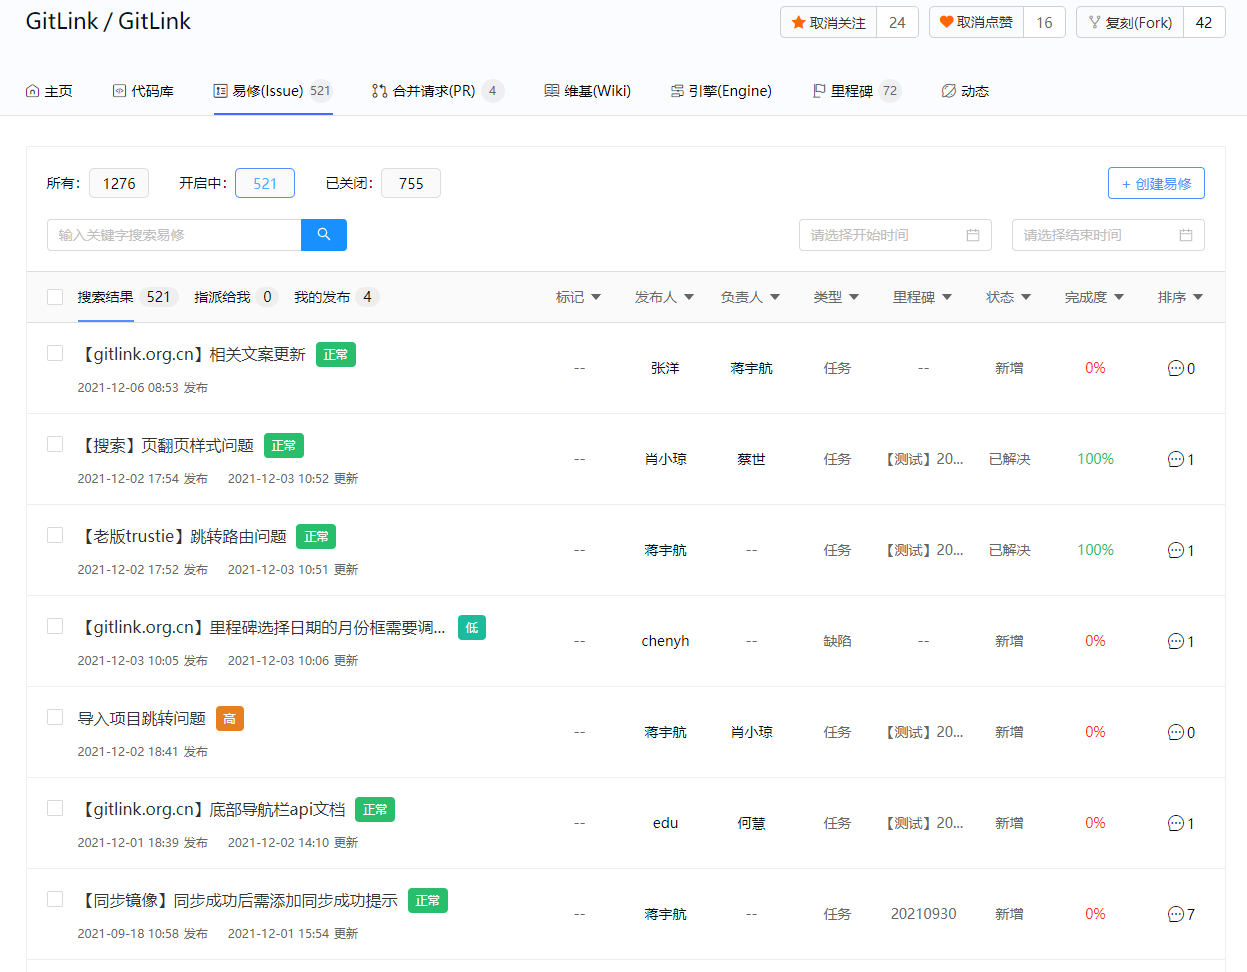 GitLink / GitLink
取消关注 24 取消点赞 16 复刻(Fork) 42
主页 代码库 易修(Issue) 521 合并请求(PR) 4 维基(Wiki) 引擎(Engine) 里程碑 72 动态
所有: 1276 开启中: 521 已关闭: 755 + 创建易修
输入关键字搜索易修 请选择开始时间 请选择结束时间
搜索结果 521 指派给我 0 我的发布 4 标记 发布人 负责人 类型 里程碑 状态 完成度 排序
【gitlink.org.cn】相关文案更新 正常
-- 张洋 蒋宇航 任务 -- 新增 0% 0
2021-12-06 08:53 发布
【搜索】页翻页样式问题 正常
-- 肖小琼 蔡世 任务 【测试】20... 已解决 100% 1
2021-12-02 17:54 发布 2021-12-03 10:52 更新
【老版trustie】跳转路由问题 正常
-- 蒋宇航 -- 任务 【测试】20... 已解决 100% 1
2021-12-02 17:52 发布 2021-12-03 10:51 更新
【gitlink.org.cn】里程碑选择日期的月份框需要调... 低
-- chenyh -- 缺陷 -- 新增 0% 1
2021-12-03 10:05 发布 2021-12-03 10:06 更新
导入项目跳转问题 高
-- 蒋宇航 肖小琼 任务 【测试】20... 新增 0% 0
2021-12-02 18:41 发布
【gitlink.org.cn】底部导航栏api文档 正常
-- edu 何慧 任务 【测试】20... 新增 0% 1
2021-12-01 18:39 发布 2021-12-02 14:10 更新
【同步镜像】同步成功后需添加同步成功提示 正常
-- 蒋宇航 -- 任务 20210930 新增 0% 7
2021-09-18 10:58 发布 2021-12-01 15:54 更新